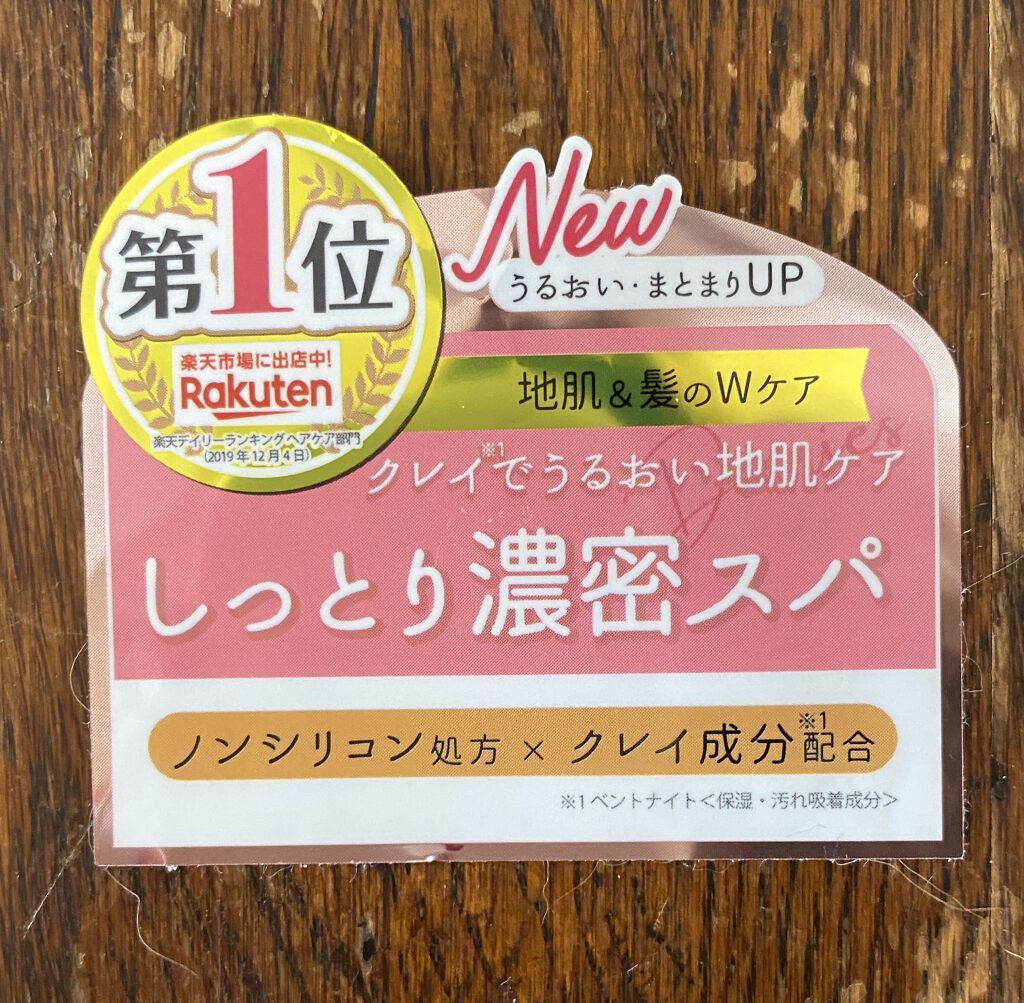 第1位
楽天市場に出店中!
Rakuten
楽天デイリーランキングヘアケア部門
(2019年12月4日)
New
うるおい・まとまりUP
地肌&髪のWケア
クレイ※1でうるおい地肌ケア
しっとり濃密スパ
ノンシリコン処方 × クレイ成分※1配合
※1ベントナイト<保湿・汚れ吸着成分>